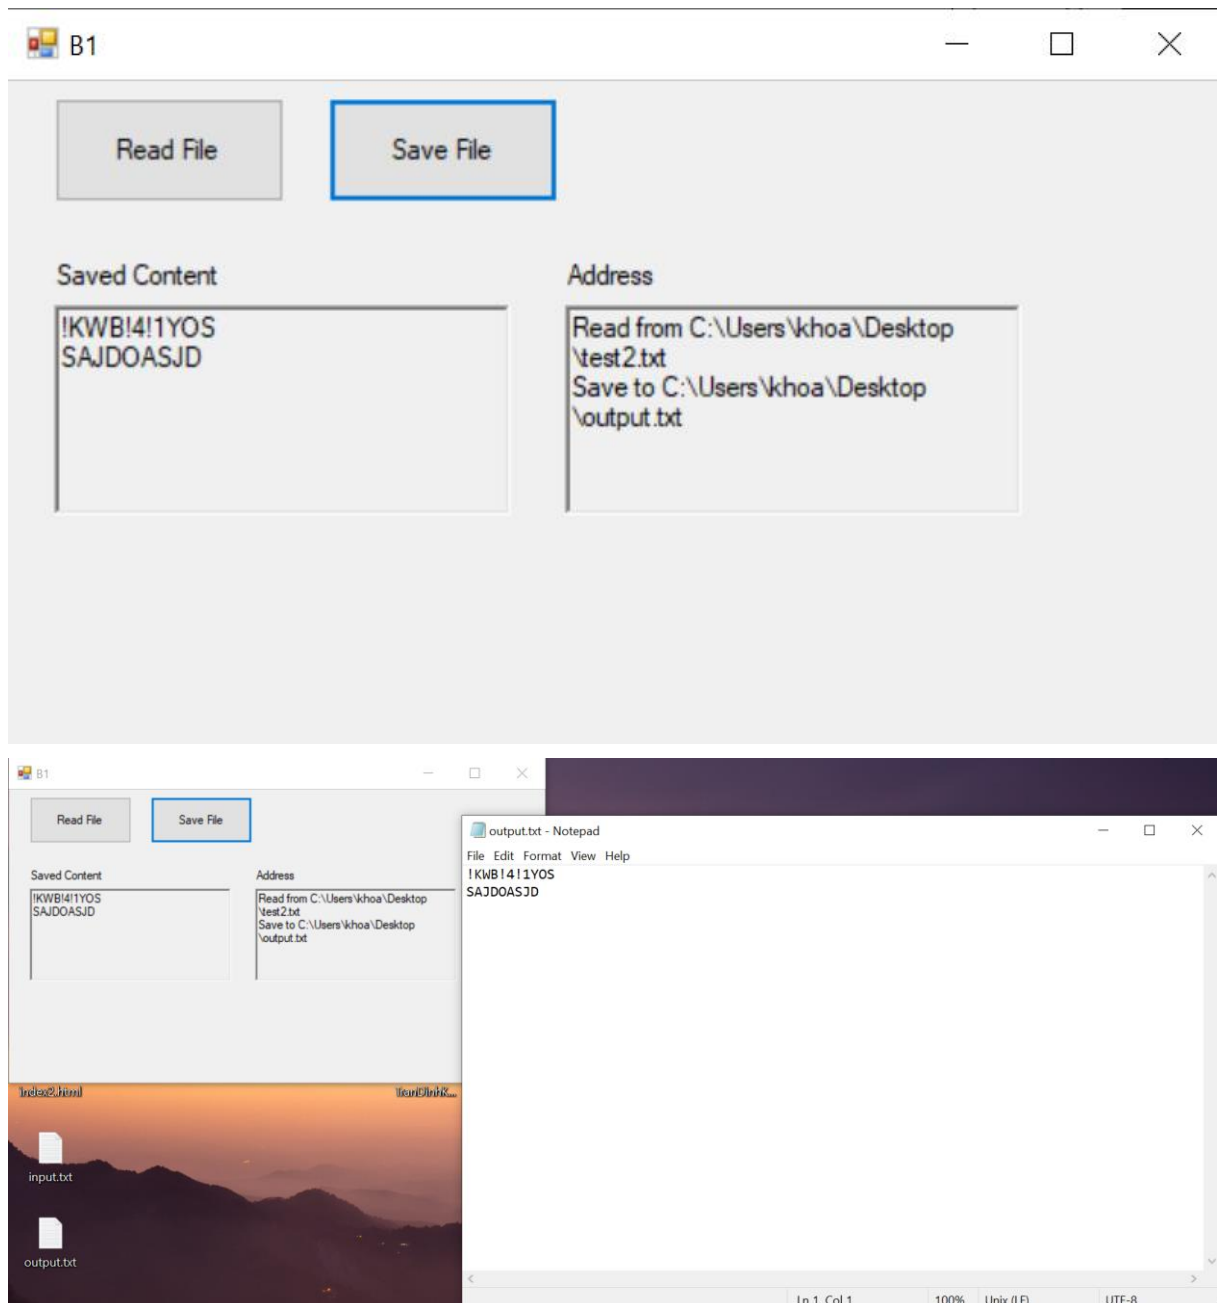 B1
Read File
Save File
Saved Content
Address
!KWB!4!1YOS
SAJDOASJD
Read from C:\Users\khoa\Desktop
\test2.txt
Save to C:\Users\khoa\Desktop
\output.txt
B1
Read File
Save File
Saved Content
Address
!KWB!4!1YOS
SAJDOASJD
Read from C:\Users\khoa\Desktop
\test2.txt
Save to C:\Users\khoa\Desktop
\output.txt
output.txt - Notepad
File Edit Format View Help
!KWB!4!1YOS
SAJDOASJD
index2.html
TranDinhK...
input.txt
output.txt
Ln 1, Col 1
100%
Unix (LF)
UTF-8